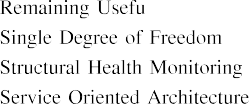 Remaining Usefu
Single Degree of Freedom
Structural Health Monitoring
Service Oriented Architecture